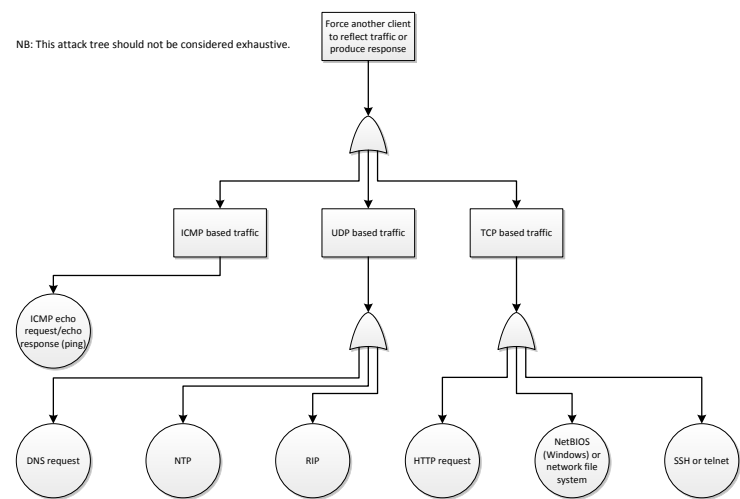 Force another client
to reflect traffic or
produce response
NB: This attack tree should not be considered exhaustive.
ICMP based traffic
UDP based traffic
TCP based traffic
ICMP echo
request/echo
response (ping)
DNS request
NTP
RIP
HTTP request
NetBIOS
(Windows) or
network file
system
SSH or telnet